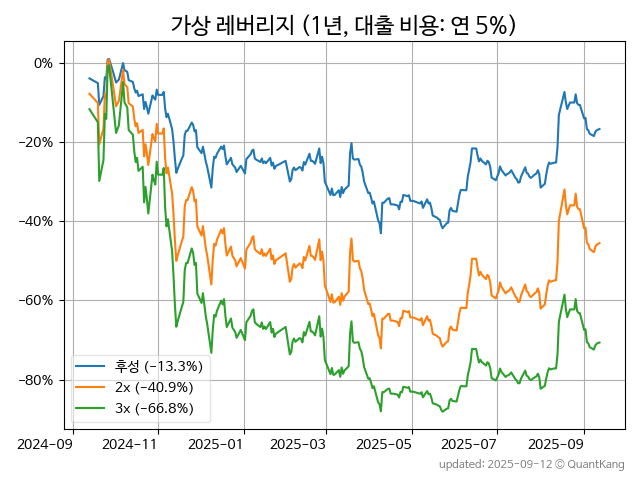 가상 레버리지 (1년, 대출 비용: 연 5%)
0%
−20%
−40%
−60%
−80%
후성 (−13.3%)
2x (−40.9%)
3x (−66.8%)
2024−09 2024−11 2025−01 2025−03 2025−05 2025−07 2025−09
updated: 2025-09-12 © QuantKang